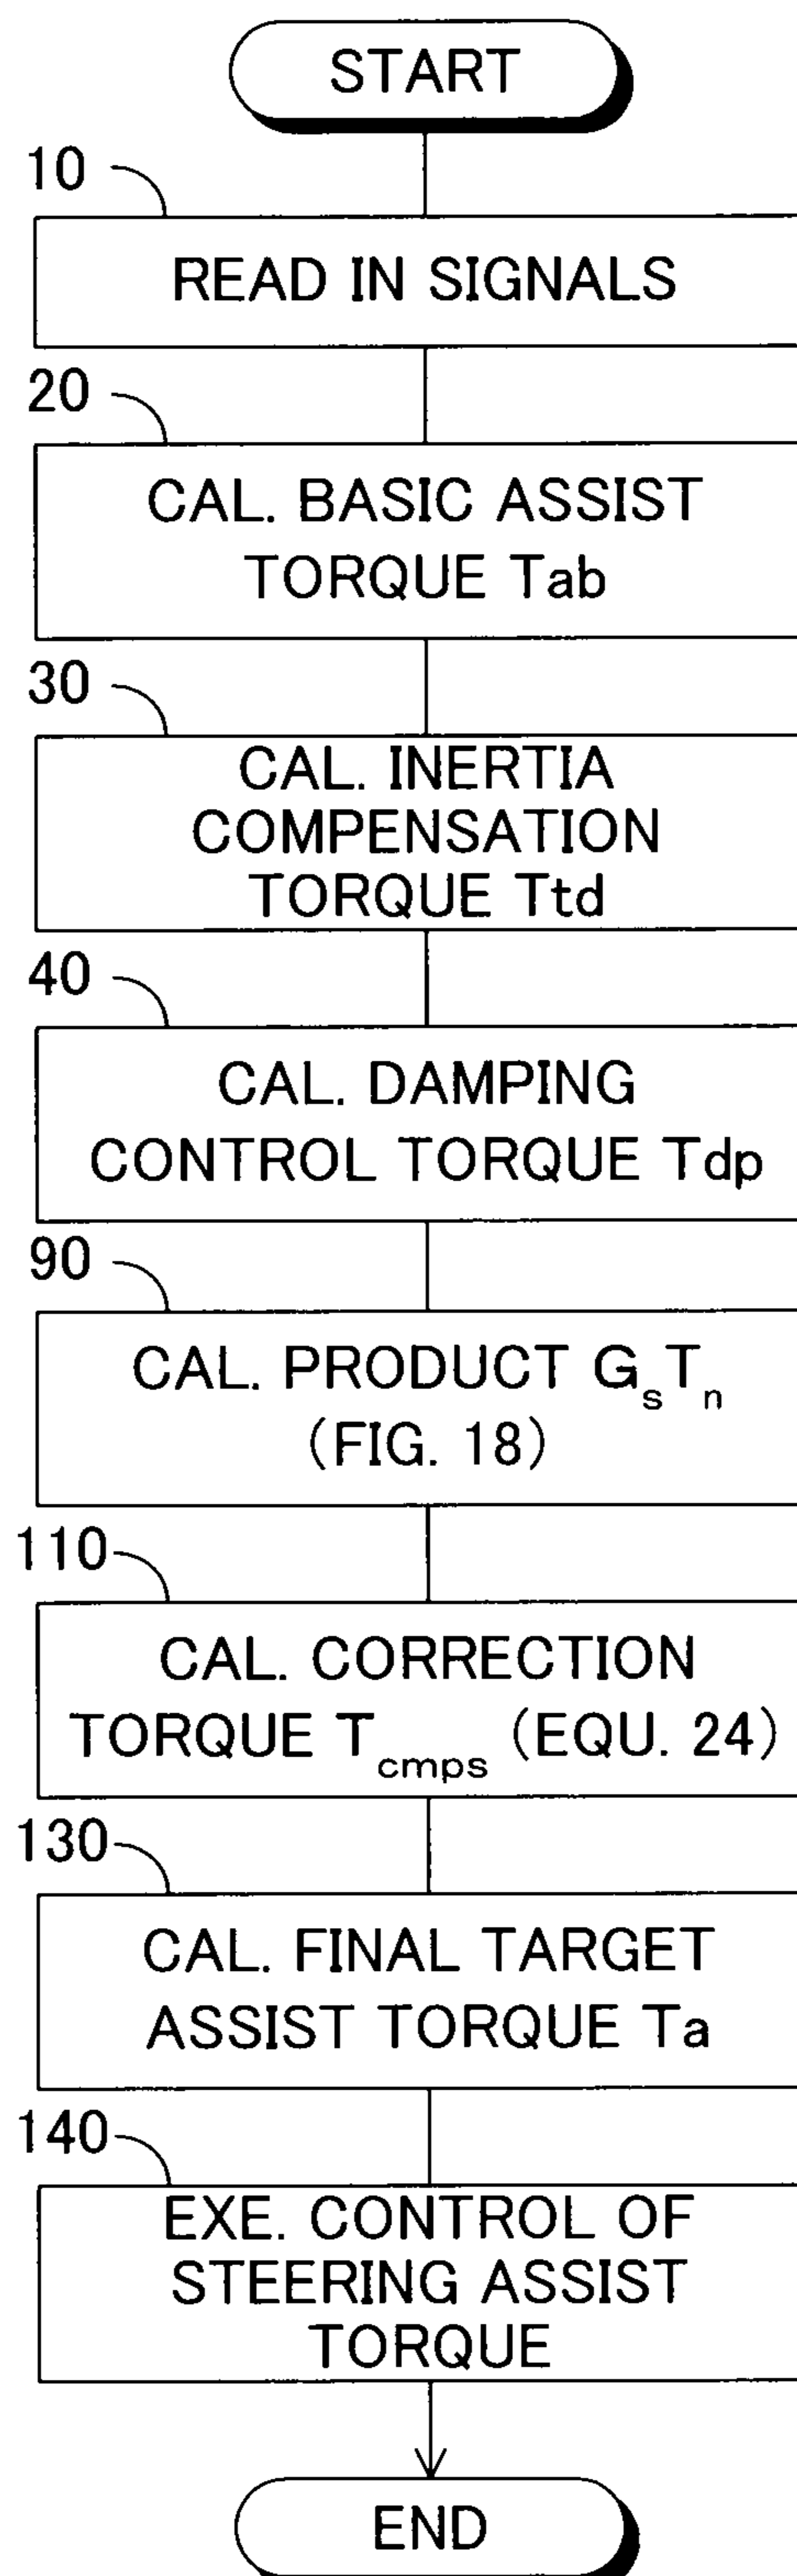 START
10
READ IN SIGNALS
20
CAL. BASIC ASSIST
TORQUE Tab
30
CAL. INERTIA
COMPENSATION
TORQUE Ttd
40
CAL. DAMPING
CONTROL TORQUE Tdp
90
CAL. PRODUCT GsTn
(FIG. 18)
110
CAL. CORRECTION
TORQUE Tcmps (EQU. 24)
130
CAL. FINAL TARGET
ASSIST TORQUE Ta
140
EXE. CONTROL OF
STEERING ASSIST
TORQUE
END